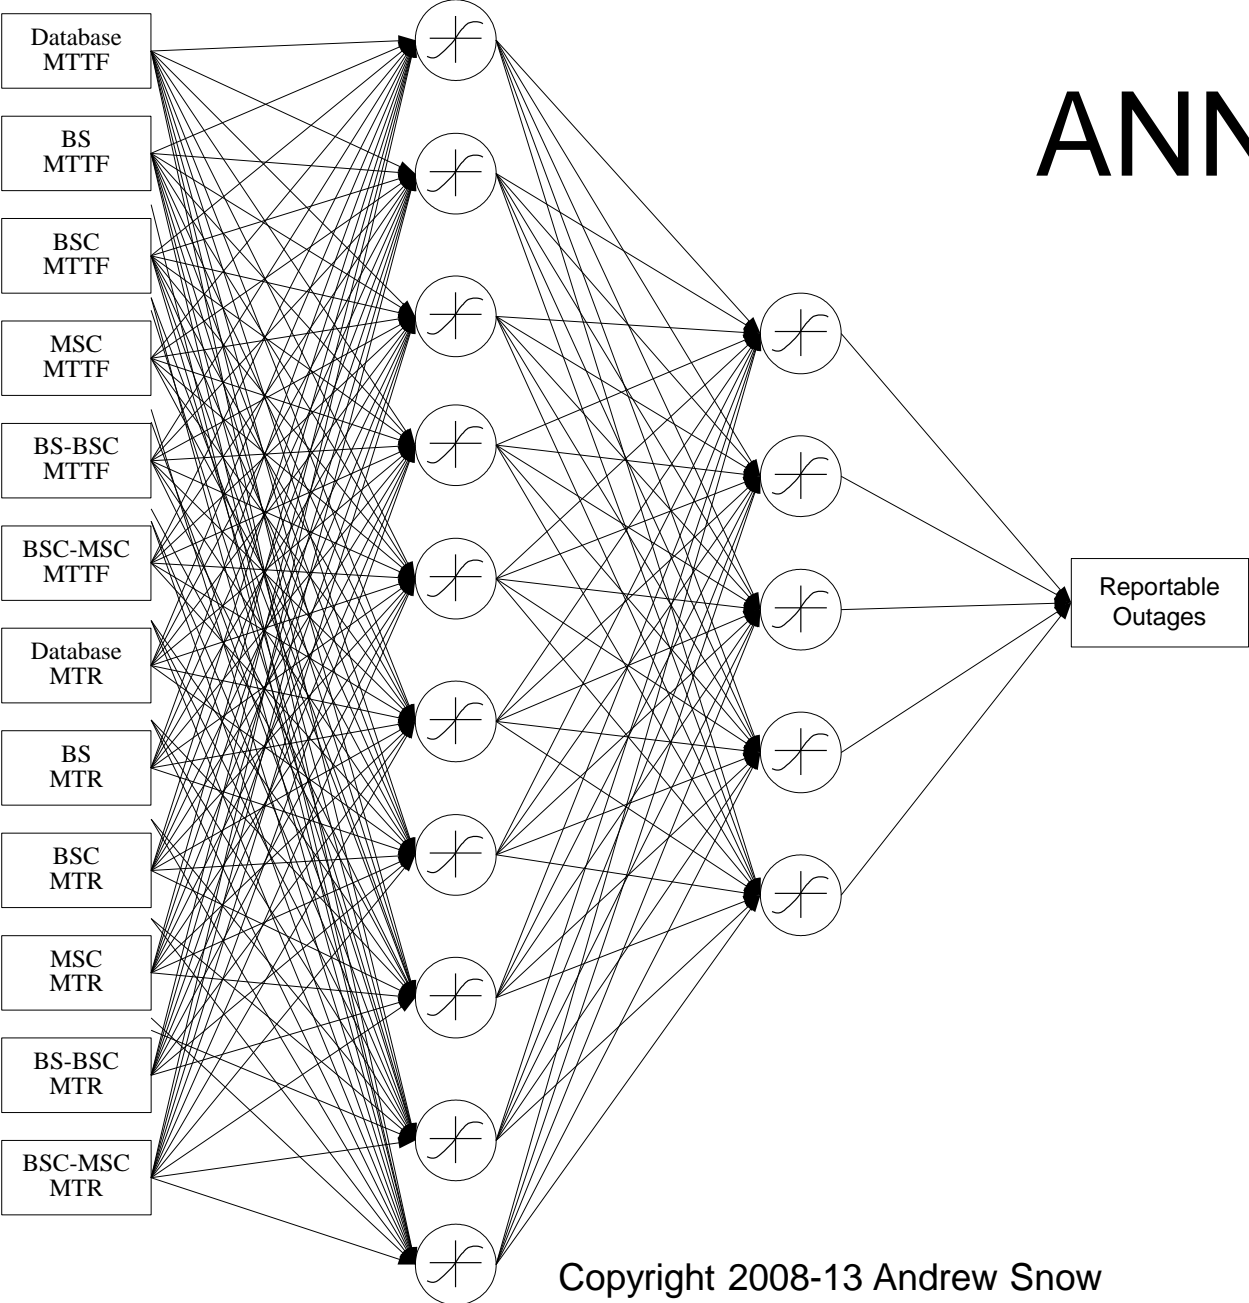 Database
MTTF
BS
MTTF
BSC
MTTF
MSC
MTTF
BS-BSC
MTTF
BSC-MSC
MTTF
Database
MTR
BS
MTR
BSC
MTR
MSC
MTR
BS-BSC
MTR
BSC-MSC
MTR
ANN
Reportable
Outages
Copyright 2008-13 Andrew Snow